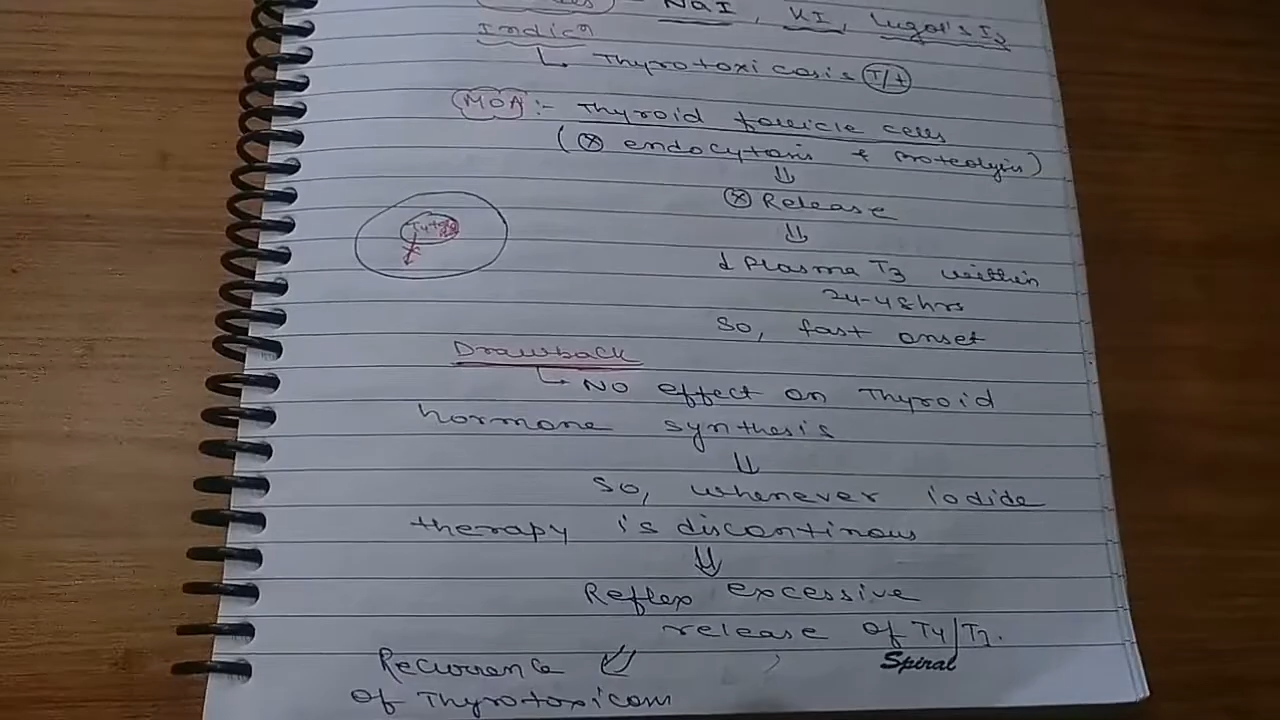 - NaI, KI, Lugol's I2
Indicn
↳ Thyrotoxicosis (T/t)
MOA :- Thyroid follicle cells
(⊗ endocytosis & proteolysis)
⇓
⊗ Release
⇓
↓ Plasma T3 within
24-48hrs
So, fast onset
Drawback
↳ NO effect on Thyroid
hormone synthesis
⇓
So, whenever iodide
therapy is discontinous
⇓
Reflex excessive
release of T4/T3.
Spiral
Recurrence
of Thyrotoxicosis